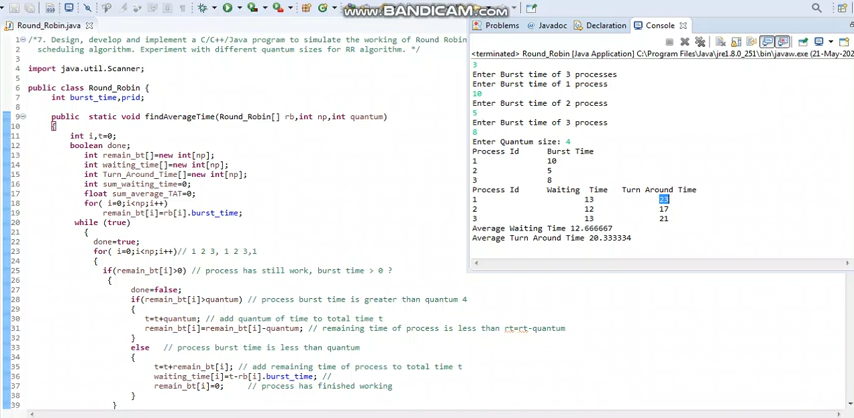 www.BANDICAM.com
Round_Robin.java
1 /*7. Design, develop and implement a C/C++/Java program to simulate the working of Round Robin
2 scheduling algorithm. Experiment with different quantum sizes for RR algorithm. */
3
4 import java.util.Scanner;
5
6 public class Round_Robin {
7 int burst_time,prid;
8
9 public static void findAverageTime(Round_Robin[] rb,int np,int quantum)
10 {
11 int i,t=0;
12 boolean done;
13 int remain_bt[]=new int[np];
14 int waiting_time[]=new int[np];
15 int Turn_Around_Time[]=new int[np];
16 int sum_waiting_time=0;
17 float sum_average_TAT=0;
18 for( i=0;i<np;i++)
19 remain_bt[i]=rb[i].burst_time;
20 while (true)
21 {
22 done=true;
23 for( i=0;i<np;i++)// 1 2 3, 1 2 3,1
24 {
25 if(remain_bt[i]>0) // process has still work, burst time > 0 ?
26 {
27 done=false;
28 if(remain_bt[i]>quantum) // process burst time is greater than quantum 4
29 {
30 t=t+quantum; // add quantum of time to total time t
31 remain_bt[i]=remain_bt[i]-quantum; // remaining time of process is less than rt=rt-quantum
32 }
33 else // process burst time is less than quantum
34 {
35 t=t+remain_bt[i]; // add remaining time of process to total time t
36 waiting_time[i]=t-rb[i].burst_time; //
37 remain_bt[i]=0; // process has finished working
38 }
39 }
Problems Javadoc Declaration Console
<terminated> Round_Robin [Java Application] C:\Program Files\Java\jre1.8.0_251\bin\javaw.exe (21-May-202
3
Enter Burst time of 3 processes
Enter Burst time of 1 process
10
Enter Burst time of 2 process
5
Enter Burst time of 3 process
8
Enter Quantum size: 4
Process Id Burst Time
1 10
2 5
3 8
Process Id Waiting Time Turn Around Time
1 13 23
2 12 17
3 13 21
Average Waiting Time 12.666667
Average Turn Around Time 20.333334